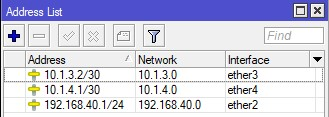 Address List
Find
Address Network Interface
10.1.3.2/30 10.1.3.0 ether3
10.1.4.1/30 10.1.4.0 ether4
192.168.40.1/24 192.168.40.0 ether2